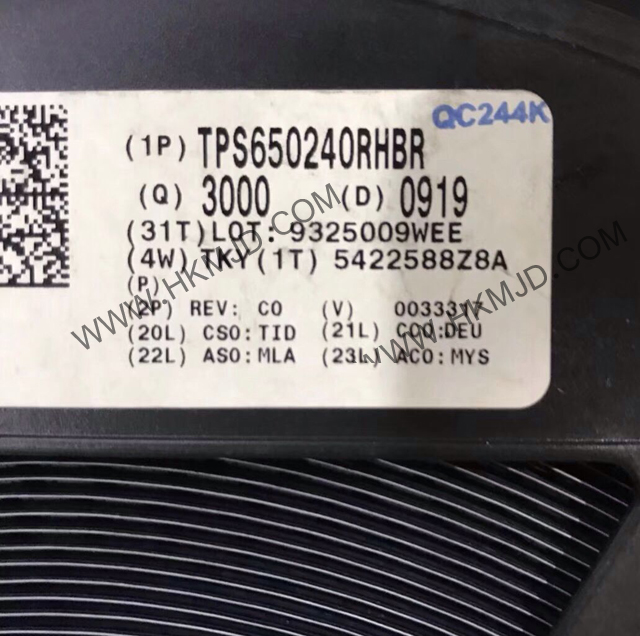 QC244K
(1P) TPS650240RHBR
(Q) 3000 (D) 0919
(31T)LOT: 9325009WEE
(4W) TKY(1T) 5422588Z8A
(P)
(2P) REV: C0 (V) 0033317
(20L) CSO:TID (21L) CCO:DEU
(22L) ASO:MLA (23L) ACO:MYS
WWW.HKMJD.COM
WWW.HKMJD.COM